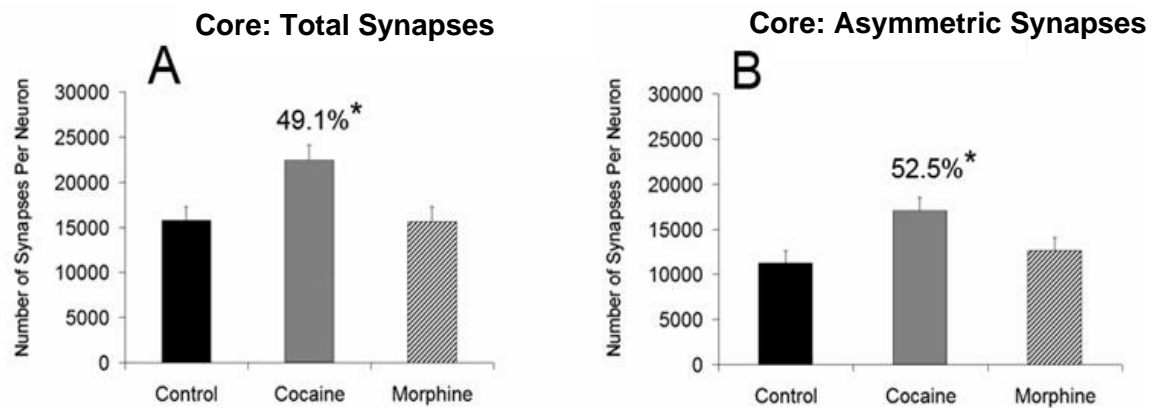 Core: Total Synapses
A
Number of Synapses Per Neuron
30000
25000
20000
15000
10000
5000
0
49.1%*
Control Cocaine Morphine
Core: Asymmetric Synapses
B
Number of Synapses Per Neuron
30000
25000
20000
15000
10000
5000
0
52.5%*
Control Cocaine Morphine